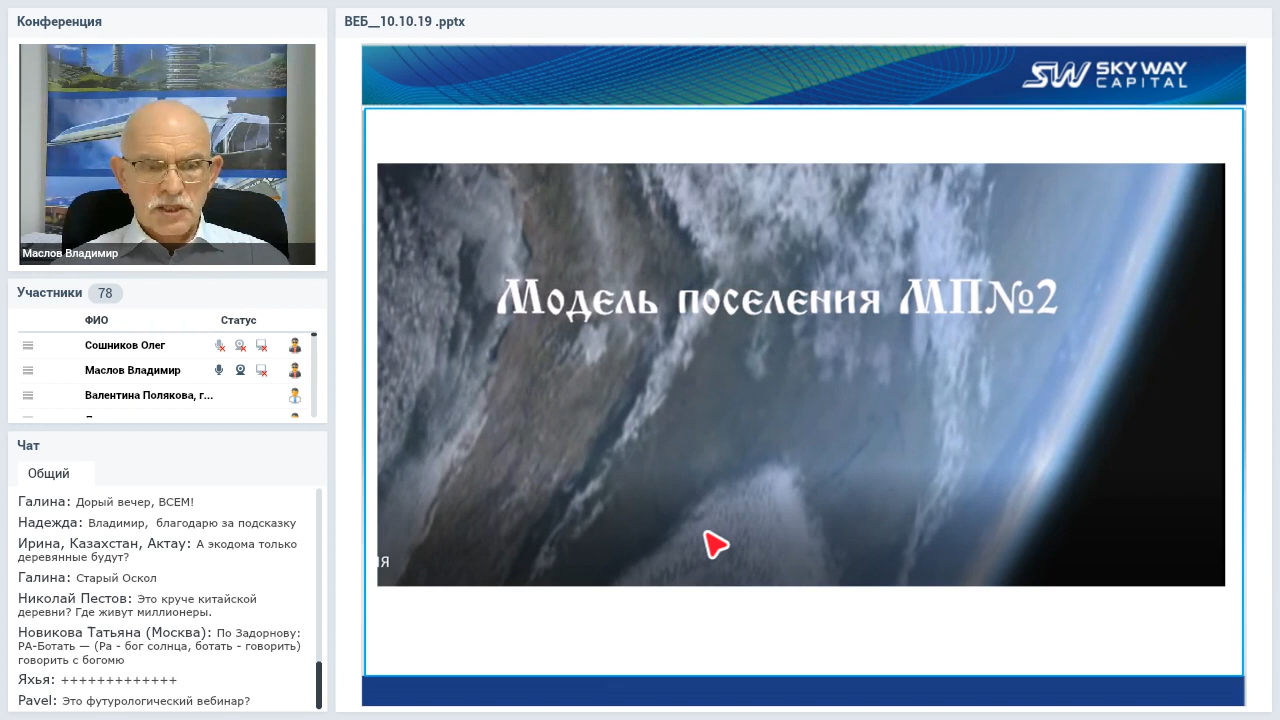 Конференция
Маслов Владимир
Участники 78
ФИО Статус
Сошников Олег
Маслов Владимир
Валентина Полякова, г...
Чат
Общий
Галина: Дорый вечер, ВСЕМ!
Надежда: Владимир, благодарю за подсказку
Ирина, Казахстан, Актау: А экодома только
деревянные будут?
Галина: Старый Оскол
Николай Пестов: Это круче китайской
деревни? Где живут миллионеры.
Новикова Татьяна (Москва): По Задорнову:
РА-Ботать — (Ра - бог солнца, ботать - говорить)
говорить с богомю
Яхья: +++++++++++++
Pavel: Это футурологический вебинар?
ВЕБ__10.10.19 .pptx
SW SKY WAY
CAPITAL
Модель поселения МП№2
ия